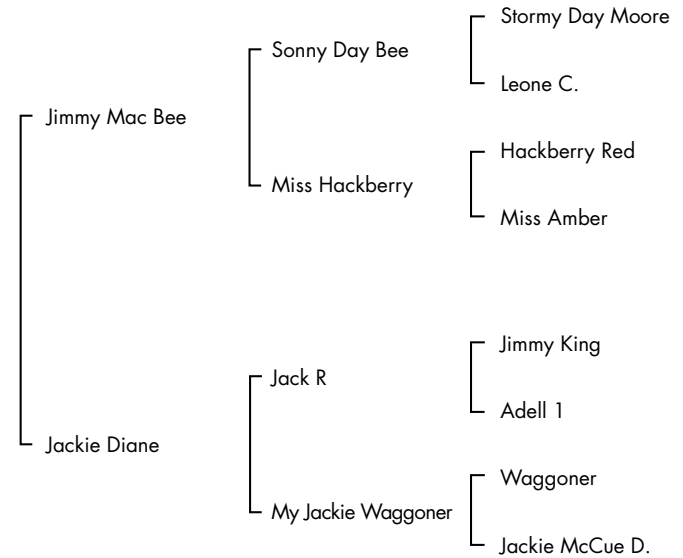 Stormy Day Moore
Sonny Day Bee
Leone C.
Jimmy Mac Bee
Hackberry Red
Miss Hackberry
Miss Amber
Jimmy King
Jack R
Adell 1
Jackie Diane
Waggoner
My Jackie Waggoner
Jackie McCue D.